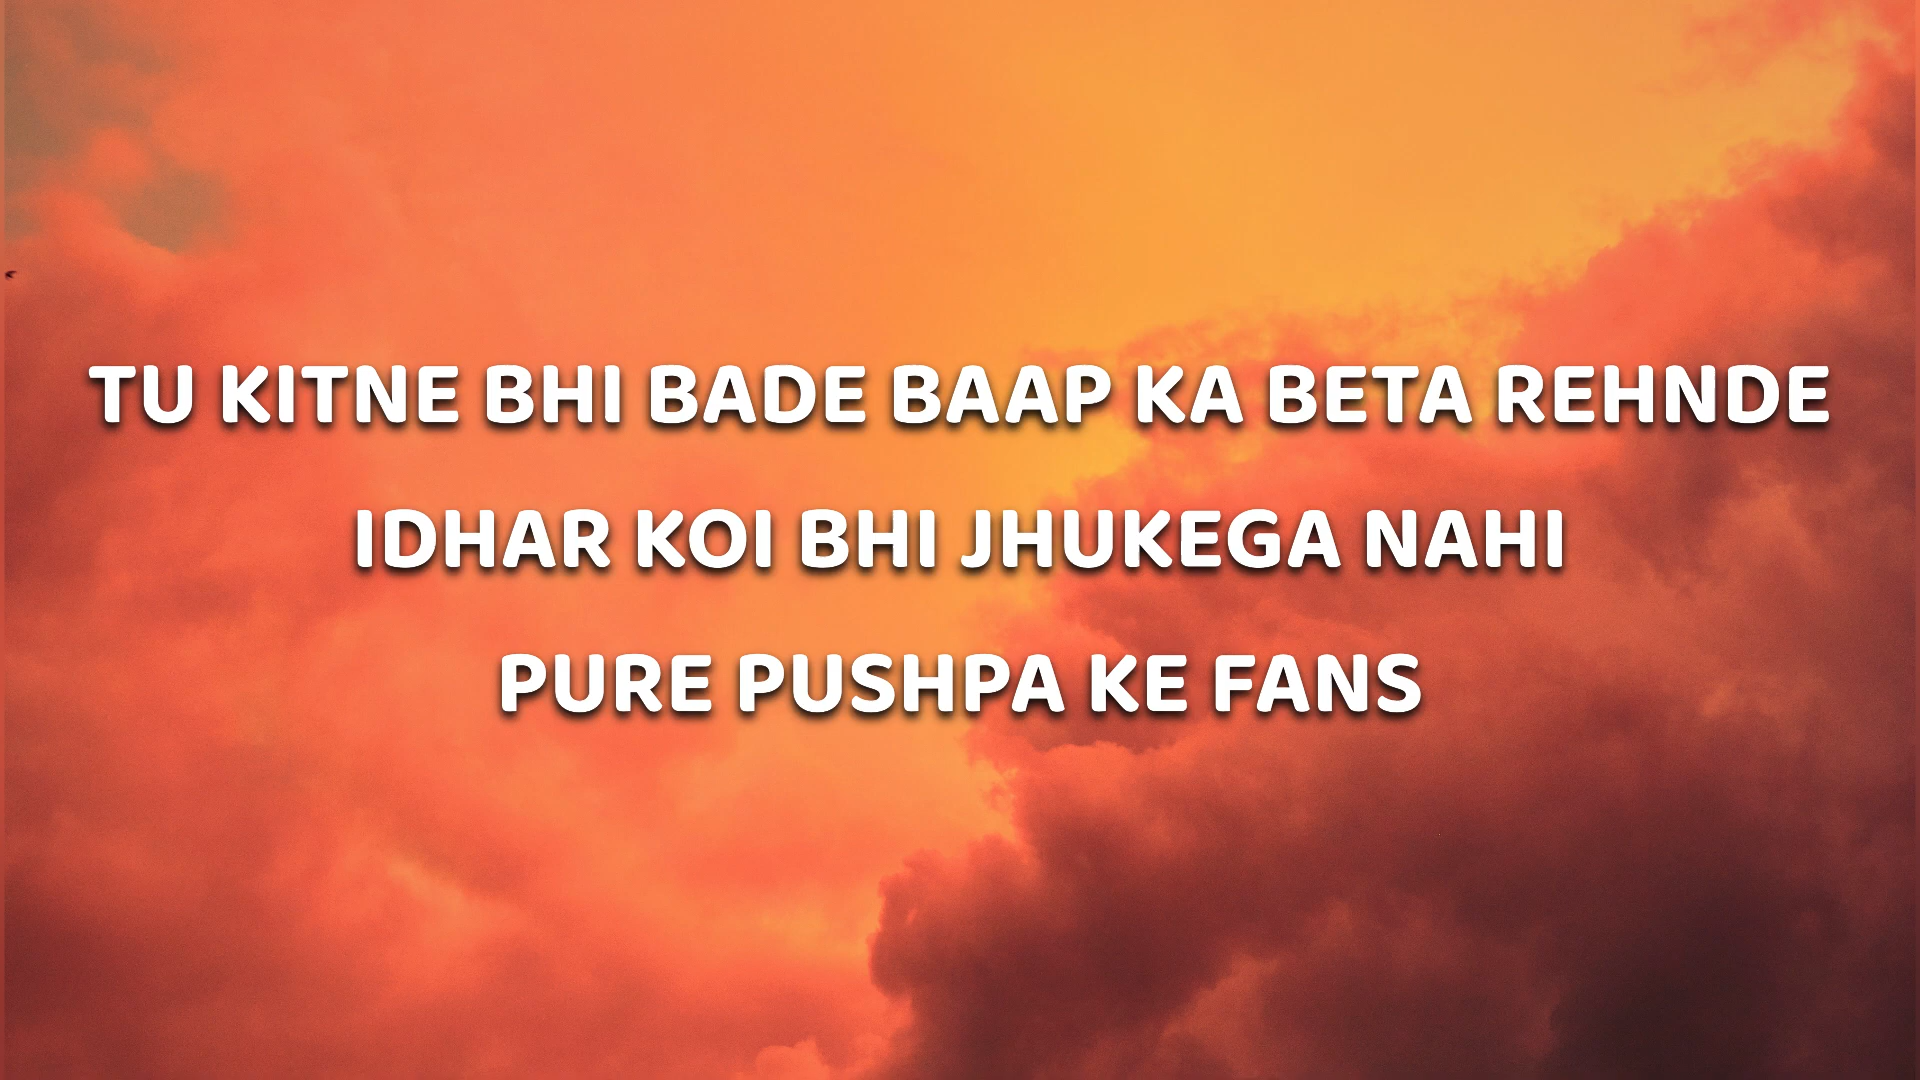 TU KITNE BHI BADE BAAP KA BETA REHNDE
IDHAR KOI BHI JHUKEGA NAHI
PURE PUSHPA KE FANS